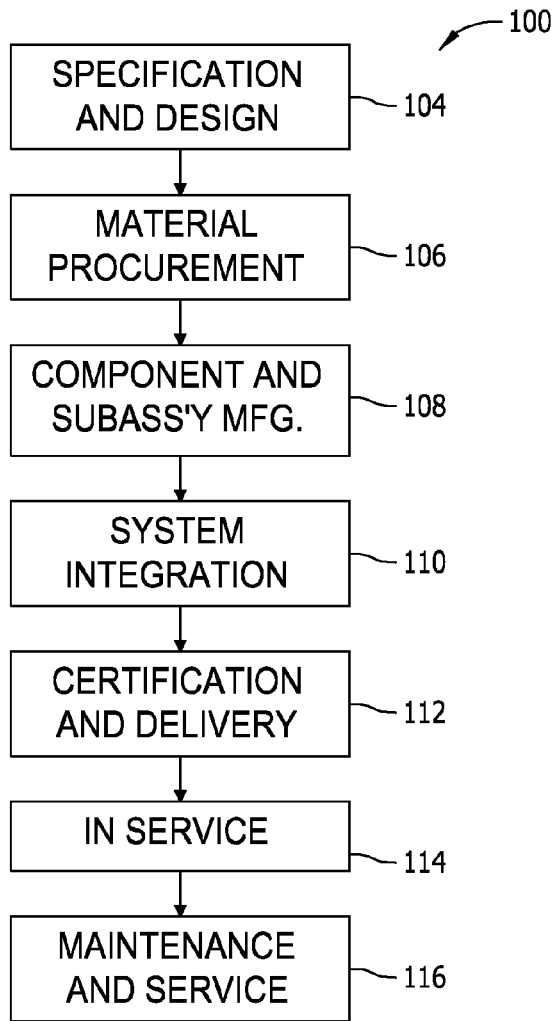 100
SPECIFICATION
AND DESIGN
104
MATERIAL
PROCUREMENT
106
COMPONENT AND
SUBASS'Y MFG.
108
SYSTEM
INTEGRATION
110
CERTIFICATION
AND DELIVERY
112
IN SERVICE
114
MAINTENANCE
AND SERVICE
116